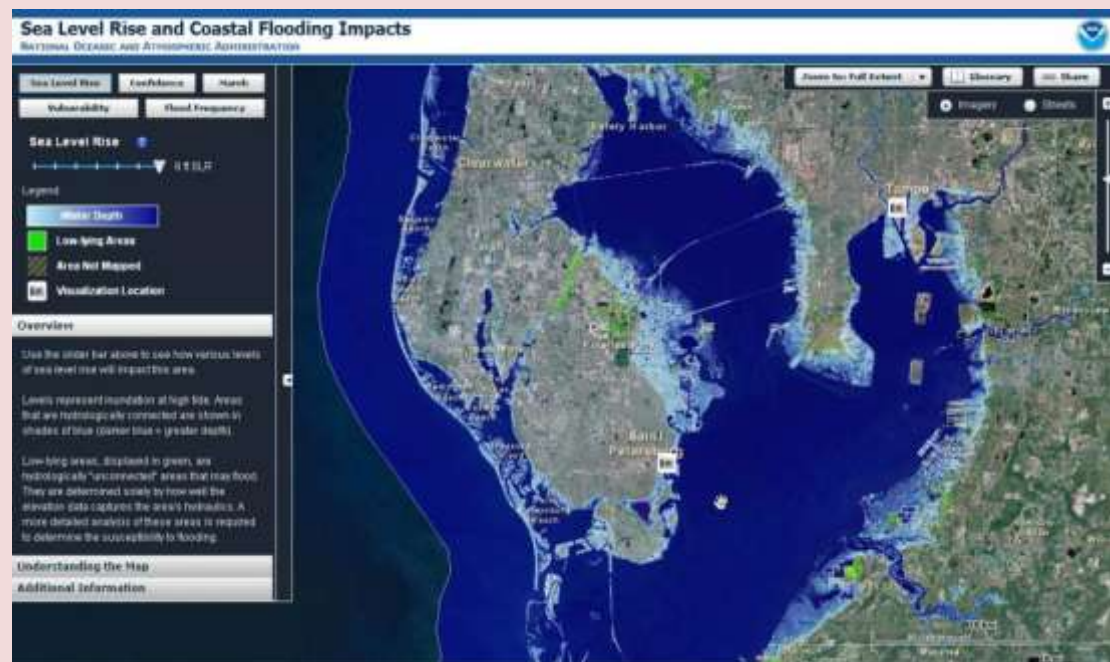 Sea Level Rise and Coastal Flooding Impacts
NATIONAL OCEANIC AND ATMOSPHERIC ADMINISTRATION
Sea Level Rise
Confidence
Marsh
Vulnerability
Flood Frequency
Sea Level Rise
6 ft SLR
Legend
Water Depth
Low-lying Areas
Area Not Mapped
Visualization Location
Overview
Use the slider bar above to see how various levels
of sea level rise will impact this area.
Levels represent inundation at high tide. Areas
that are hydrologically connected are shown in
shades of blue (darker blue = greater depth).
Low-lying areas, displayed in green, are
hydrologically "unconnected" areas that may flood.
They are determined solely by how well the
elevation data captures the area's hydraulics. A
more detailed analysis of these areas is required
to determine the susceptibility to flooding.
Understanding the Map
Additional Information
Zoom to: Full Extent
Glossary
Share
Imagery
Streets
Safety Harbor
Clearwater
Largo
Tampa
Saint
Petersburg
Hillsborough
Manatee